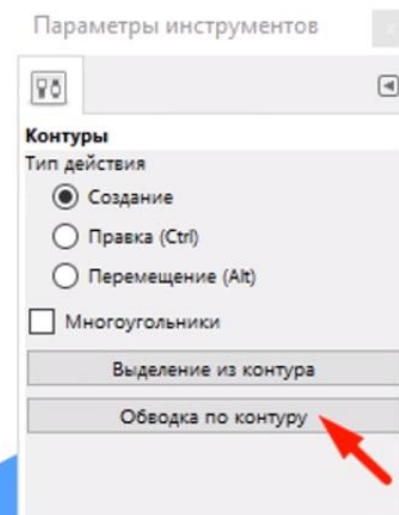 Параметры инструментов
Контуры
Тип действия
Создание
Правка (Ctrl)
Перемещение (Alt)
Многоугольники
Выделение из контура
Обводка по контуру